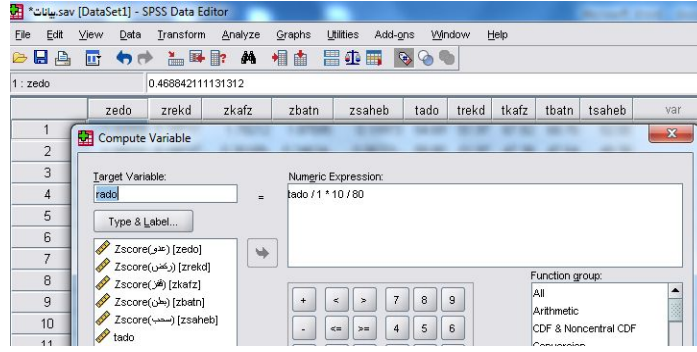 *بيانات.sav [DataSet1] - SPSS Data Editor
File Edit View Data Transform Analyze Graphs Utilities Add-ons Window Help
1 : zedo 0.468842111131312
zedo zrekd zkafz zbatn zsaheb tado trekd tkafz tbatn tsaheb var
1
Compute Variable
2
3
Target Variable: Numeric Expression:
4
rado = tado / 1 * 10 / 80
5
Type & Label...
6
Zscore(عدو) [zedo]
7
Zscore(ركض) [zrekd]
8
Zscore(قفز) [zkafz]
Function group:
9
Zscore(بطن) [zbatn] + < > 7 8 9 All
Arithmetic
10
Zscore(سحب) [zsaheb] - <= >= 4 5 6 CDF & Noncentral CDF
11
tado
Conversion